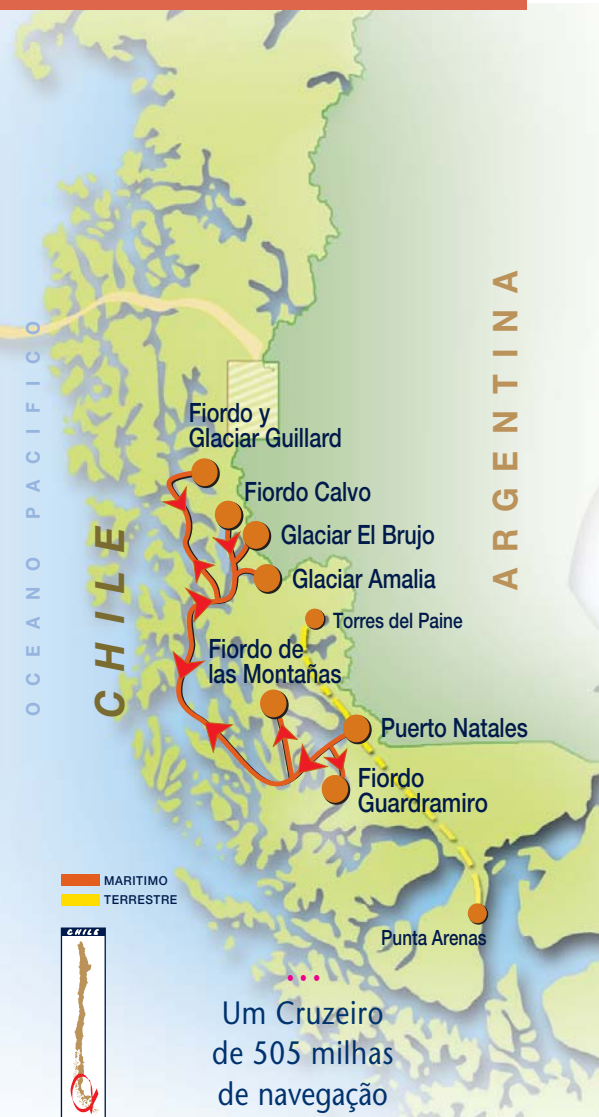 OCEANO PACIFICO
CHILE
ARGENTINA
Fiordo y
Glaciar Guillard
Fiordo Calvo
Glaciar El Brujo
Glaciar Amalia
Torres del Paine
Fiordo de
las Montañas
Puerto Natales
Fiordo
Guardramiro
MARITIMO
TERRESTRE
Punta Arenas
CHILE
...
Um Cruzeiro
de 505 milhas
de navegação